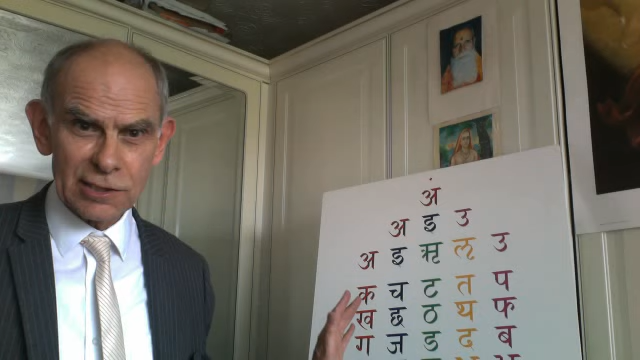 अं
अ इ उ
अ इ ऋ ऌ उ
क च ट त प
ख छ ठ थ फ
ग ज ड द ब